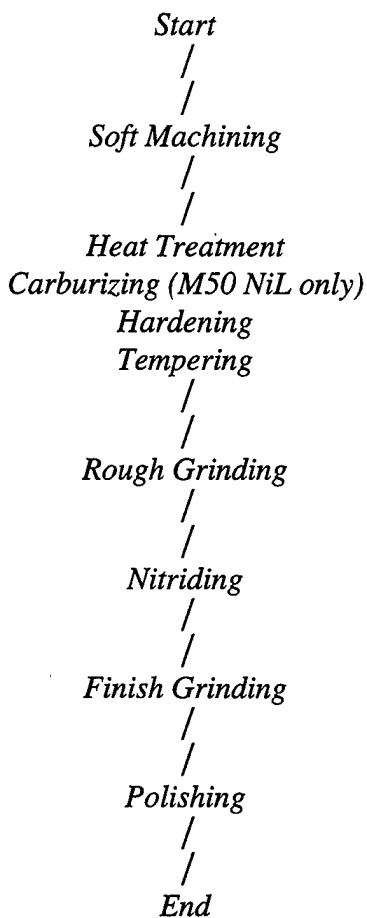 Start
/
/
Soft Machining
/
/
Heat Treatment
Carburizing (M50 NiL only)
Hardening
Tempering
/
/
Rough Grinding
/
/
Nitriding
/
/
Finish Grinding
/
/
Polishing
/
/
End